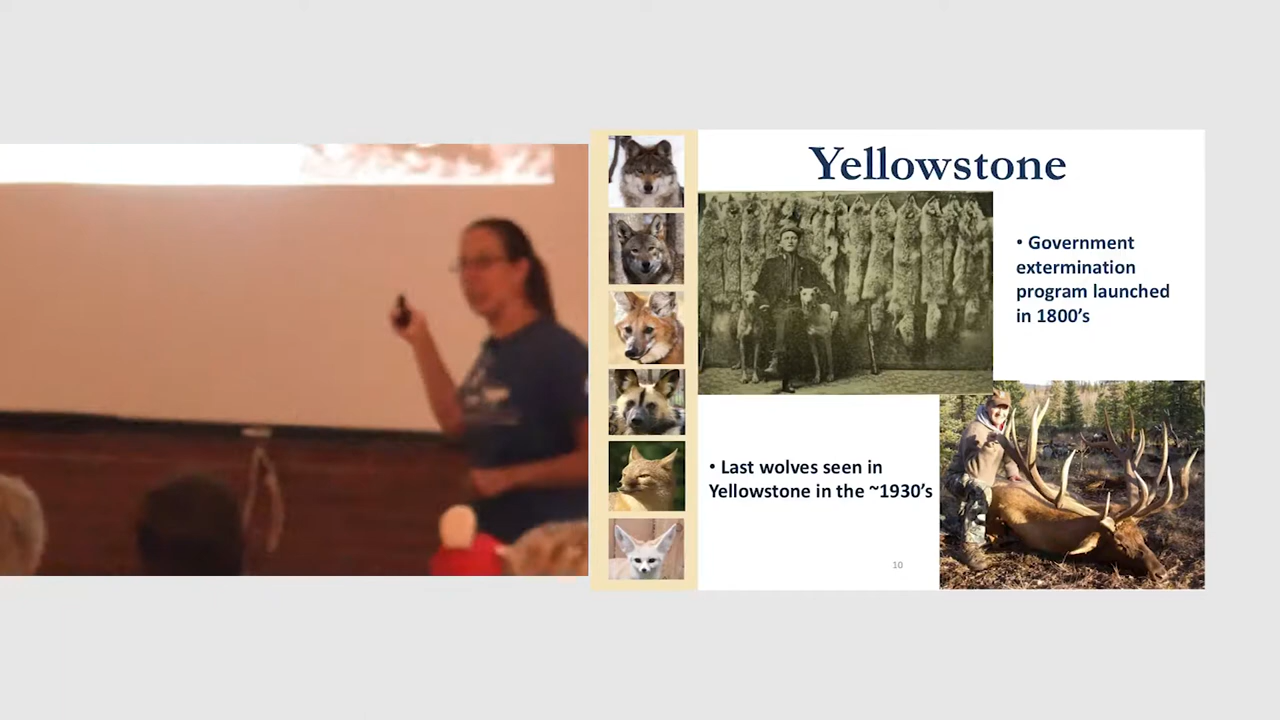 Yellowstone
• Government
extermination
program launched
in 1800's
• Last wolves seen in
Yellowstone in the ~1930's
10